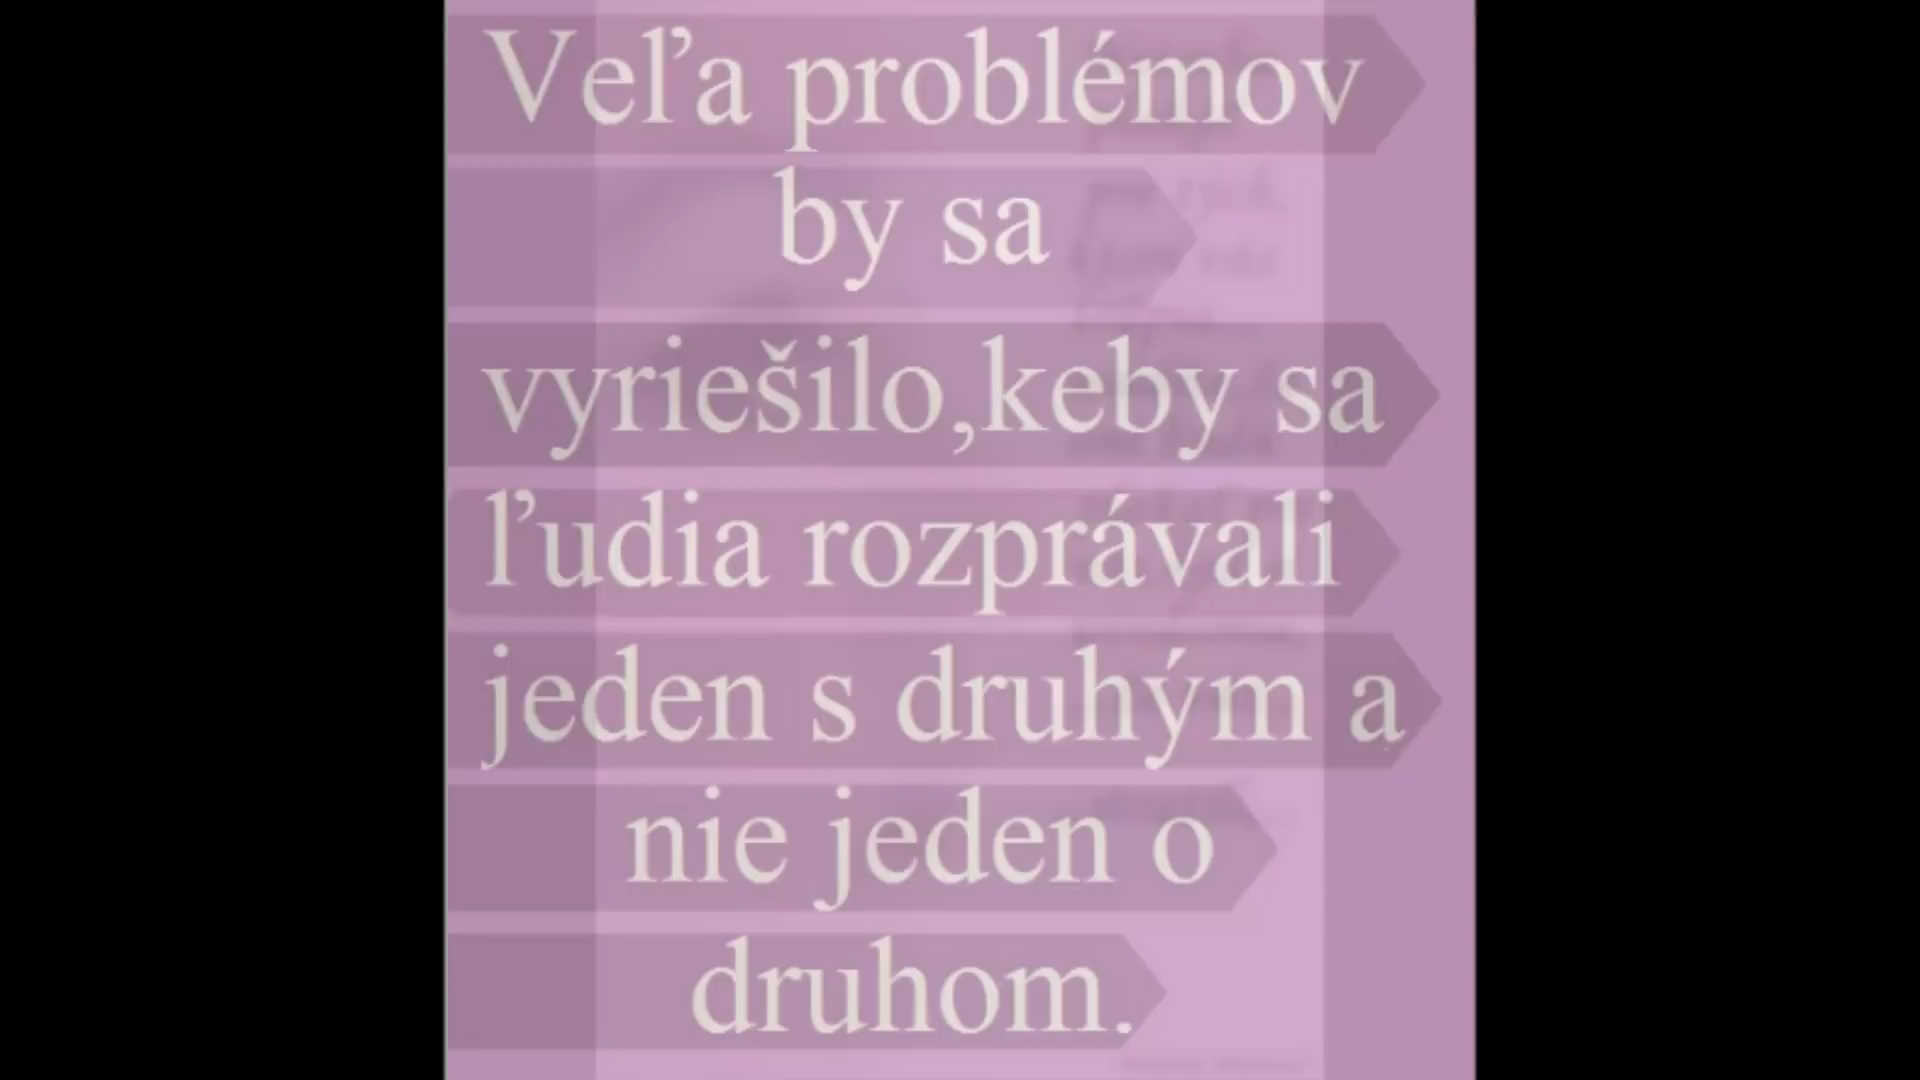 Veľa problémov
by sa
vyriešilo,keby sa
ľudia rozprávali
jeden s druhým a
nie jeden o
druhom.